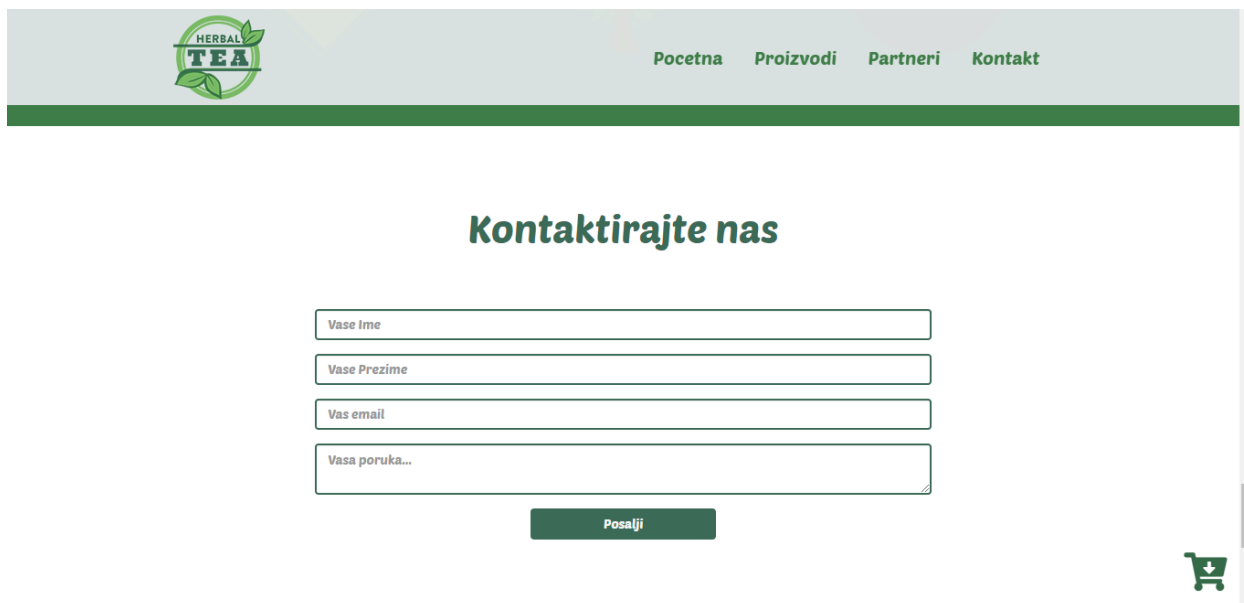 HERBAL
TEA
Pocetna Proizvodi Partneri Kontakt
Kontaktirajte nas
Vase Ime
Vase Prezime
Vas email
Vasa poruka...
Posalji